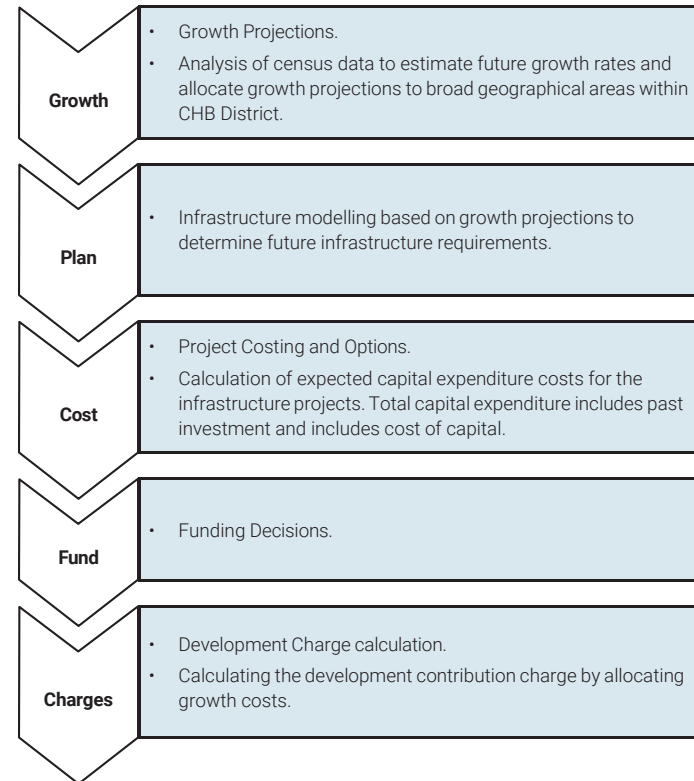 Growth
• Growth Projections.
• Analysis of census data to estimate future growth rates and
allocate growth projections to broad geographical areas within
CHB District.
Plan
• Infrastructure modelling based on growth projections to
determine future infrastructure requirements.
Cost
• Project Costing and Options.
• Calculation of expected capital expenditure costs for the
infrastructure projects. Total capital expenditure includes past
investment and includes cost of capital.
Fund
• Funding Decisions.
Charges
• Development Charge calculation.
• Calculating the development contribution charge by allocating
growth costs.